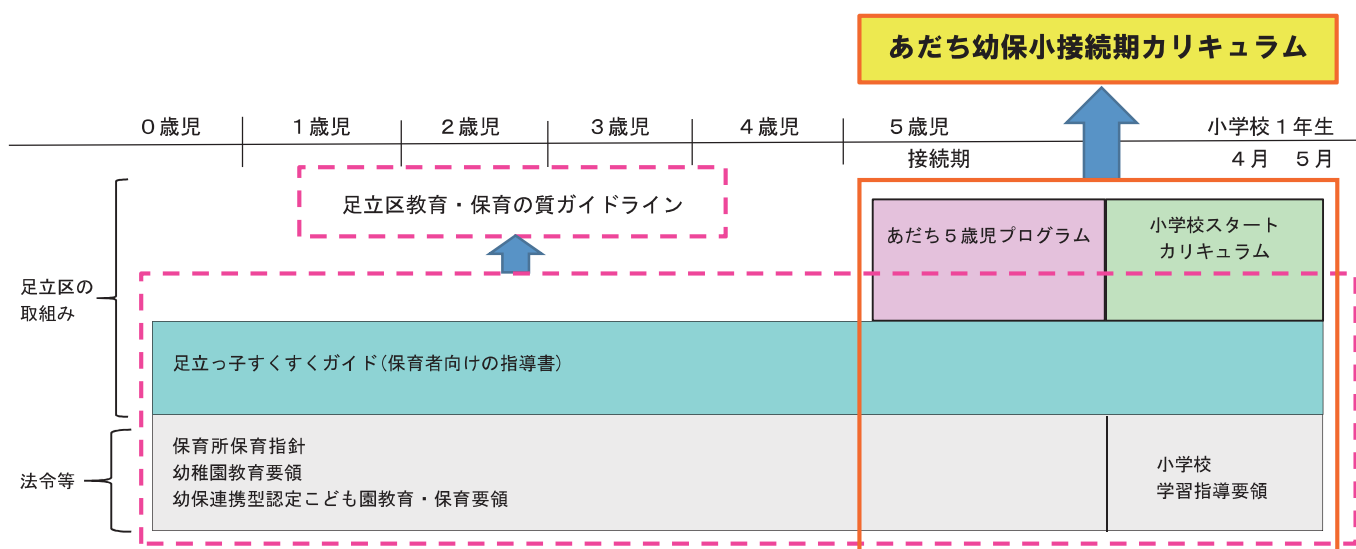 あだち幼保小接続期カリキュラム
０歳児
１歳児
２歳児
３歳児
４歳児
５歳児
小学校１年生
接続期
４月 ５月
足立区教育・保育の質ガイドライン
あだち５歳児プログラム
小学校スタート
カリキュラム
足立区の
取組み
足立っ子すくすくガイド(保育者向けの指導書)
法令等
保育所保育指針
幼稚園教育要領
幼保連携型認定こども園教育・保育要領
小学校
学習指導要領